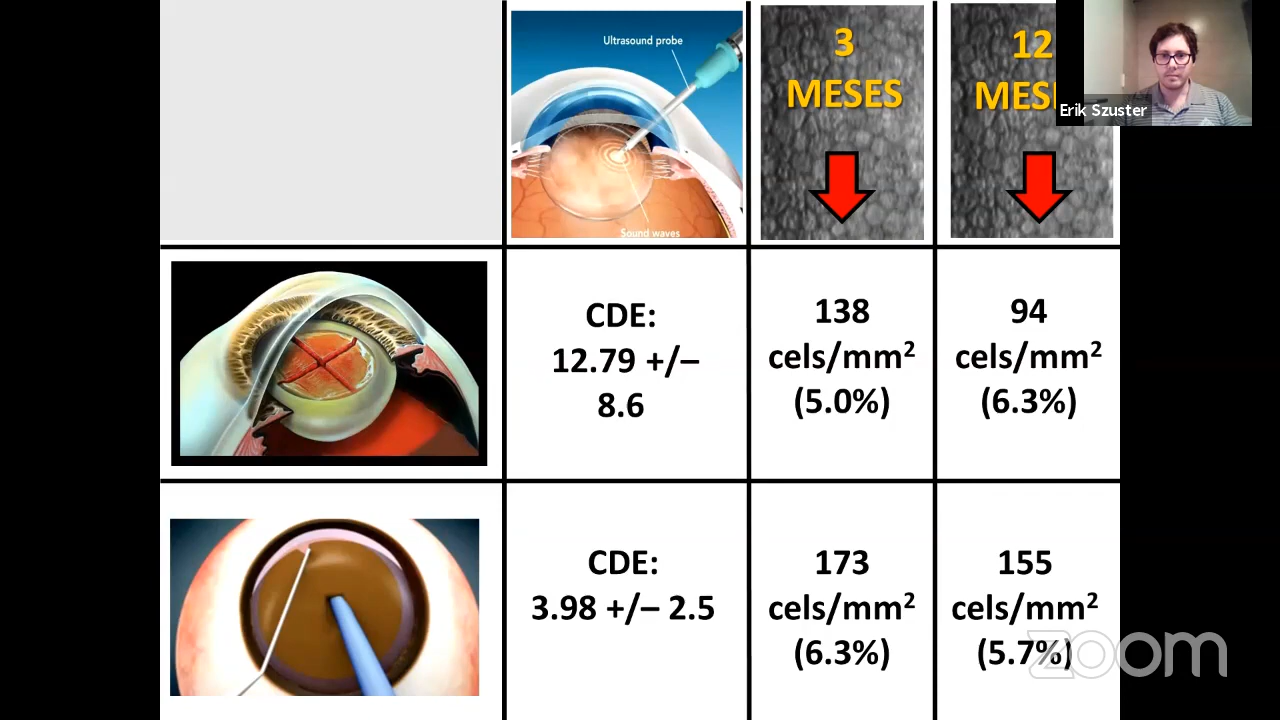 Ultrasound probe
Sound waves
3
MESES
12
MES
Erik Szuster
CDE:
12.79 +/–
8.6
138
cels/mm²
(5.0%)
94
cels/mm²
(6.3%)
CDE:
3.98 +/– 2.5
173
cels/mm²
(6.3%)
155
cels/mm²
(5.7%)
zoom